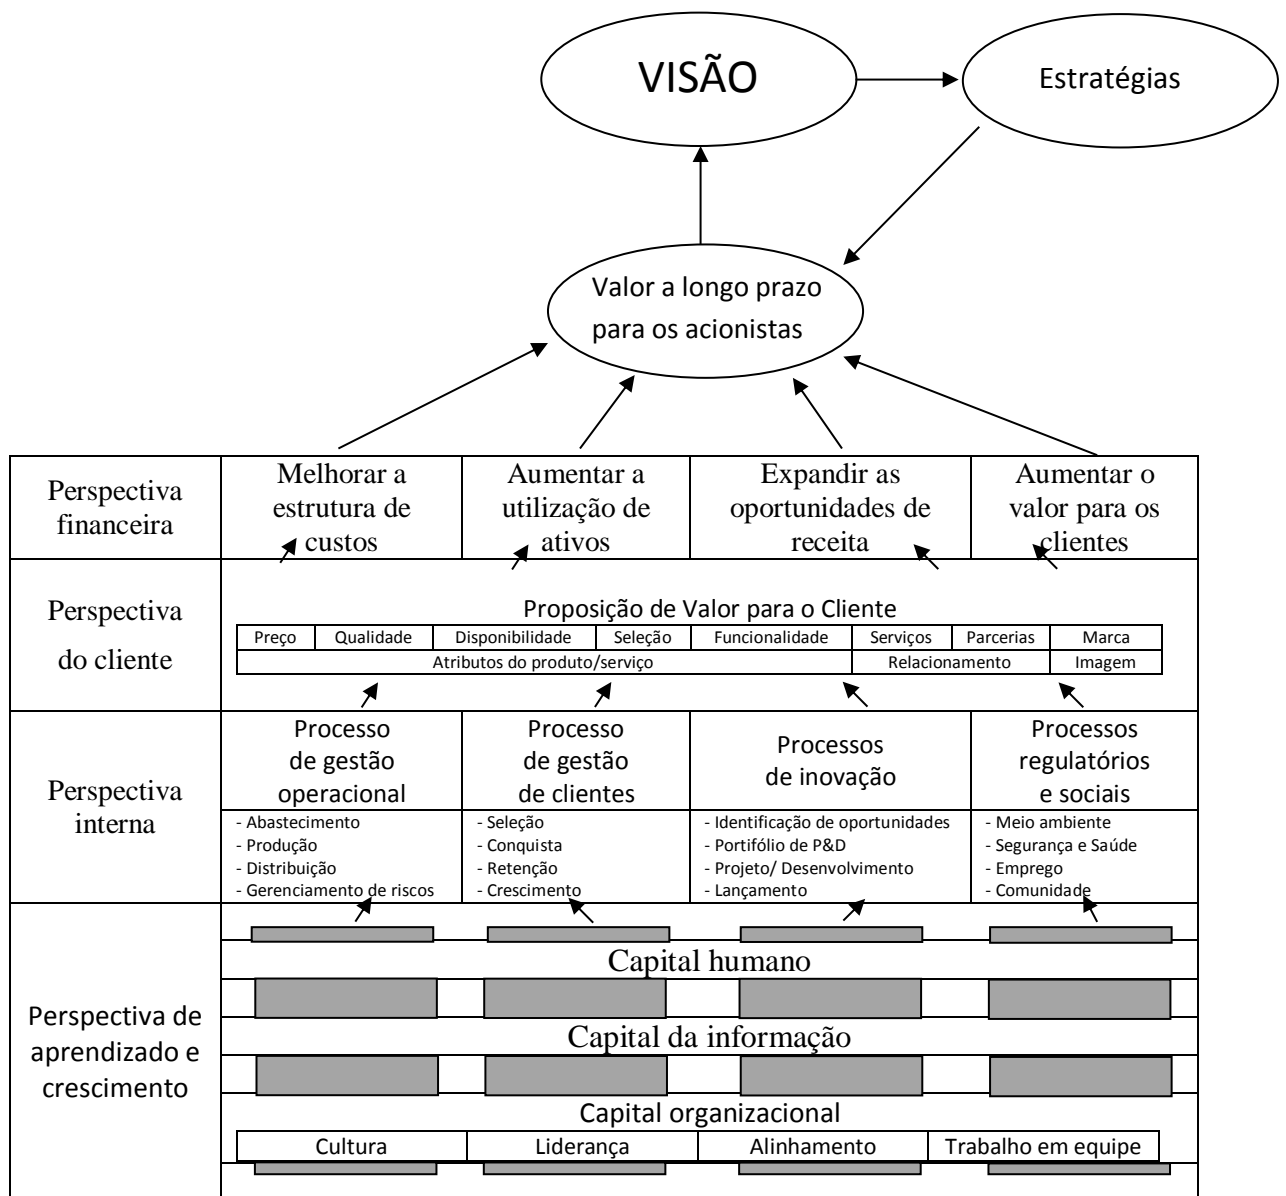 VISÃO
Estratégias
Valor a longo prazo
para os acionistas
Perspectiva
financeira
Melhorar a
estrutura de
custos
Aumentar a
utilização de
ativos
Expandir as
oportunidades de
receita
Aumentar o
valor para os
clientes
Perspectiva
do cliente
Proposição de Valor para o Cliente
Preço Qualidade Disponibilidade Seleção Funcionalidade Serviços Parcerias Marca
Atributos do produto/serviço Relacionamento Imagem
Perspectiva
interna
Processo
de gestão
operacional
- Abastecimento
- Produção
- Distribuição
- Gerenciamento de riscos
Processo
de gestão
de clientes
- Seleção
- Conquista
- Retenção
- Crescimento
Processos
de inovação
- Identificação de oportunidades
- Portifólio de P&D
- Projeto/ Desenvolvimento
- Lançamento
Processos
regulatórios
e sociais
- Meio ambiente
- Segurança e Saúde
- Emprego
- Comunidade
Perspectiva de
aprendizado e
crescimento
Capital humano
Capital da informação
Capital organizacional
Cultura Liderança Alinhamento Trabalho em equipe